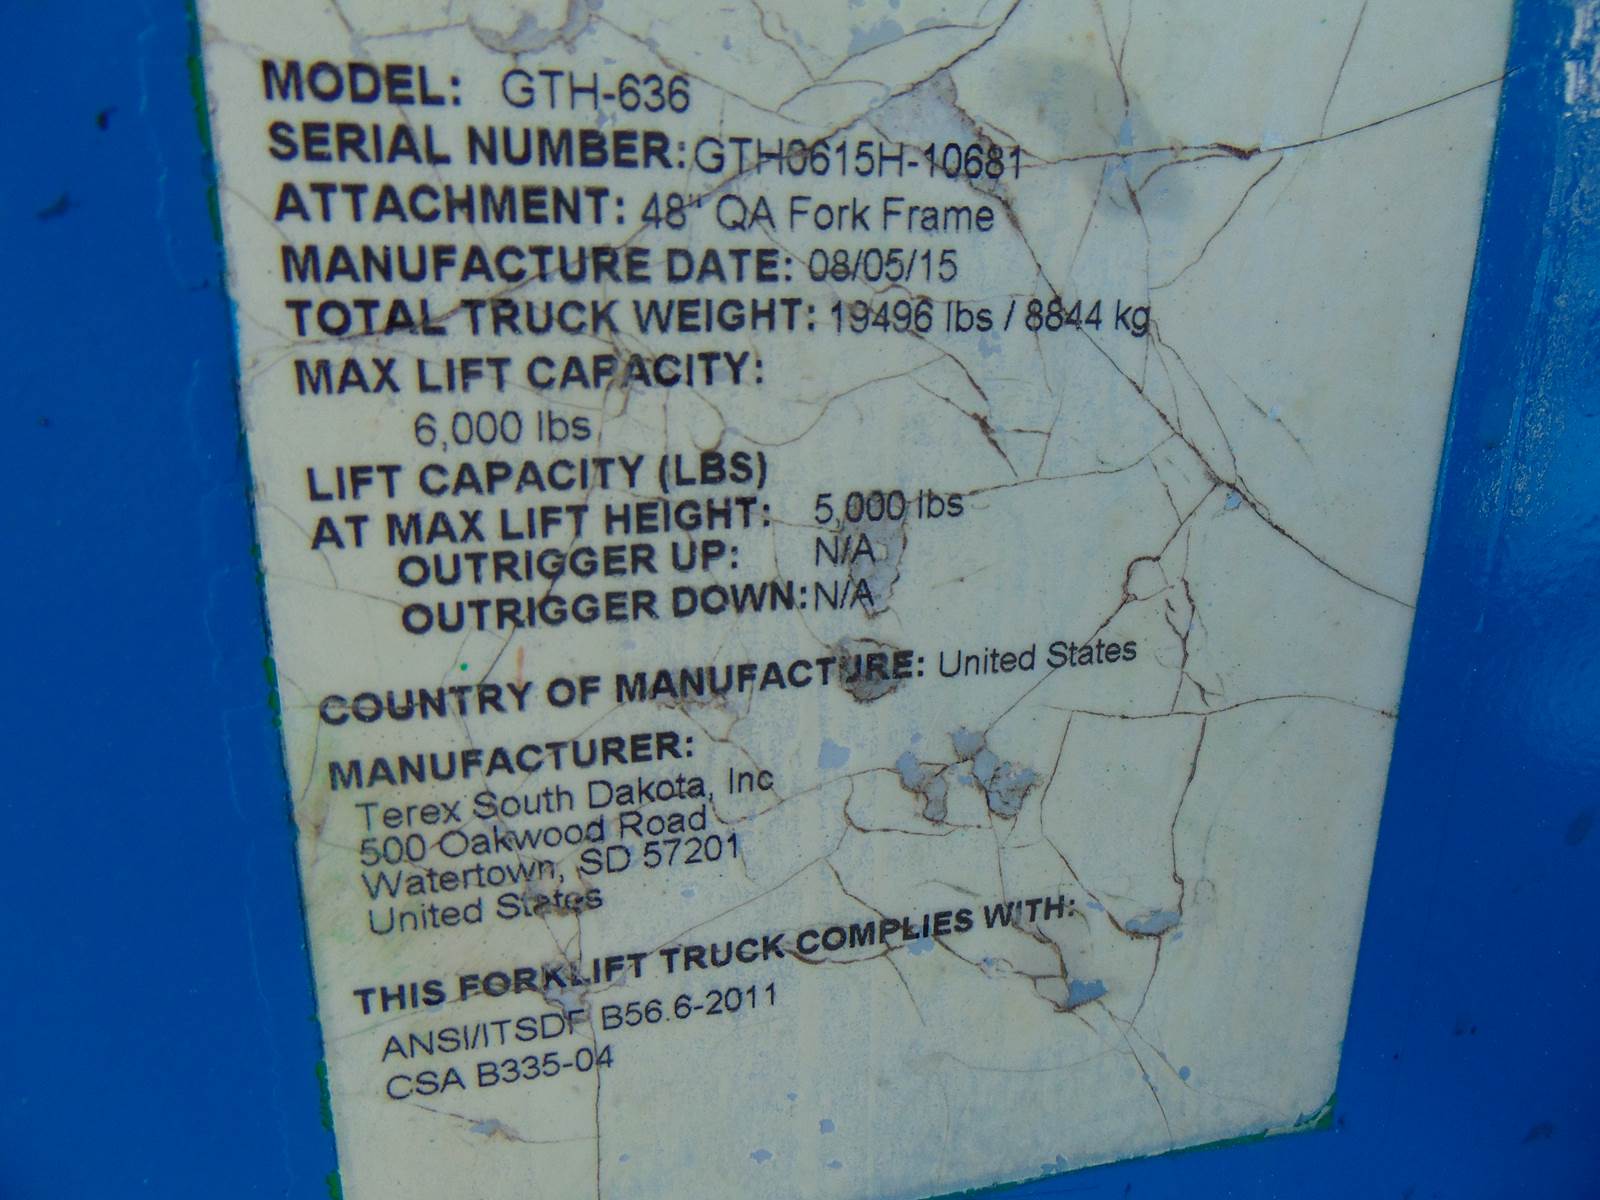 MODEL: GTH-636
SERIAL NUMBER: GTH0615H-10681
ATTACHMENT: 48" QA Fork Frame
MANUFACTURE DATE: 08/05/15
TOTAL TRUCK WEIGHT: 19496 lbs / 8844 kg
MAX LIFT CAPACITY:
6,000 lbs
LIFT CAPACITY (LBS)
AT MAX LIFT HEIGHT: 5,000 lbs
OUTRIGGER UP: N/A
OUTRIGGER DOWN: N/A
COUNTRY OF MANUFACTURE: United States
MANUFACTURER:
Terex South Dakota, Inc
500 Oakwood Road
Watertown, SD 57201
United States
THIS FORKLIFT TRUCK COMPLIES WITH:
ANSI/ITSDF B56.6-2011
CSA B335-04